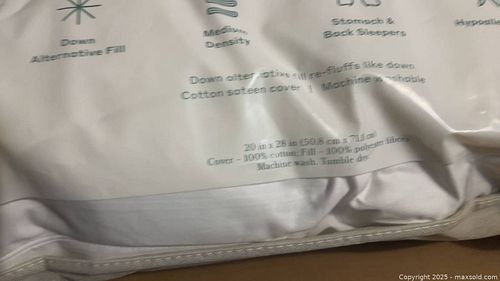 Down
Alternative Fill
Medium
Density
Stomach &
Back Sleepers
Down alternative fill re-fluffs like down
Cotton sateen cover | Machine washable
20 in x 28 in (50.8 cm x 71.1 cm)
Cover – 100% cotton; Fill – 100% polyester fibers
Machine wash. Tumble dry.
Copyright 2025 - maxsold.com